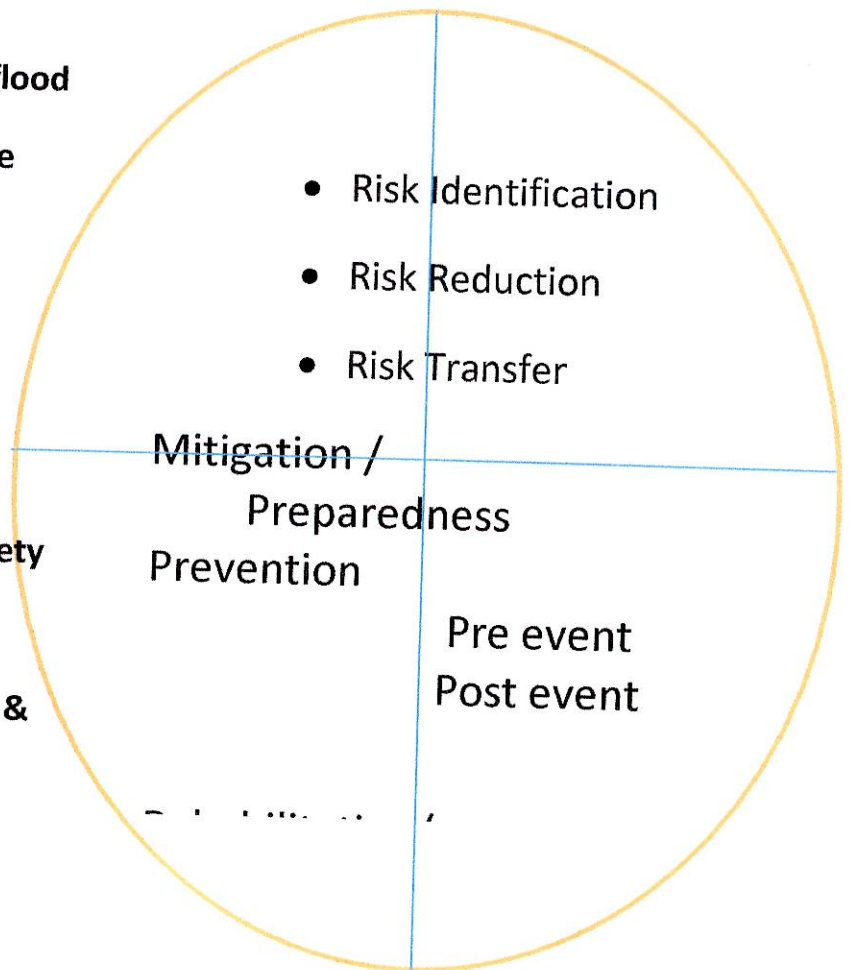 flood
e
• Risk Identification
• Risk Reduction
• Risk Transfer
Mitigation /
Preparedness
ety
Prevention
Pre event
Post event
&